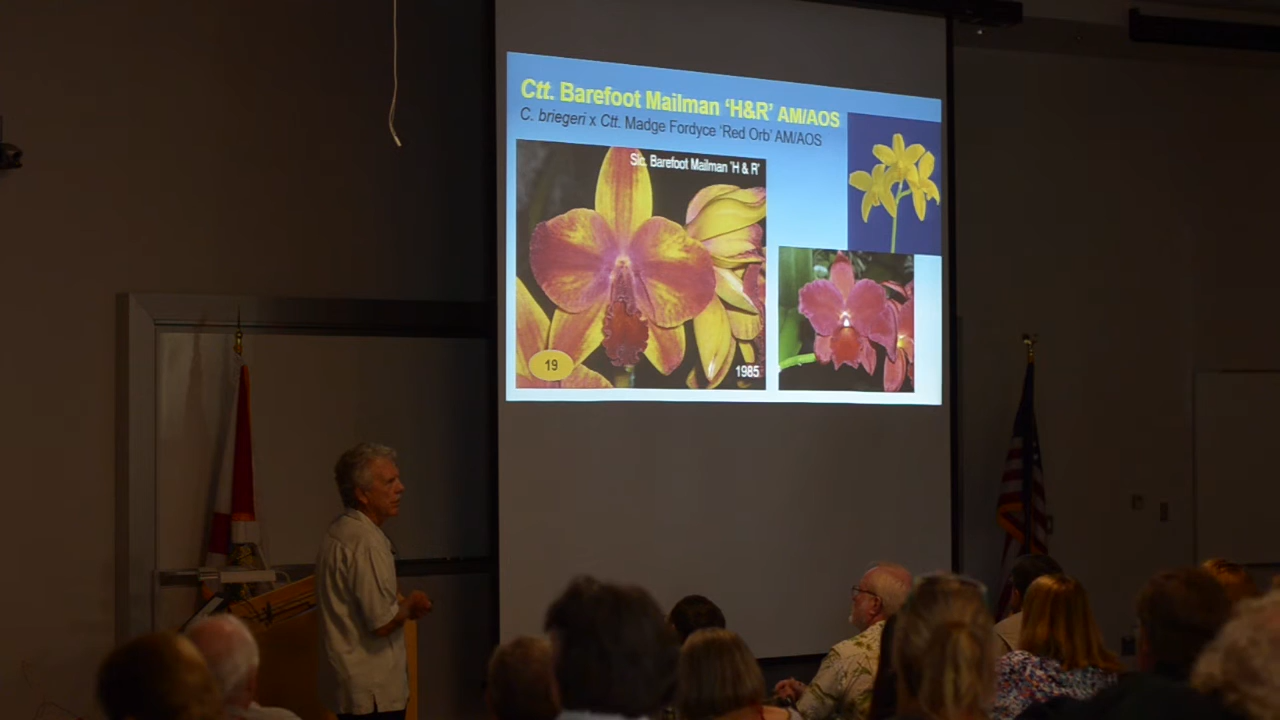 Ctt. Barefoot Mailman ‘H&R’ AM/AOS
C. briegeri x Ctt. Madge Fordyce ‘Red Orb’ AM/AOS
Slc. Barefoot Mailman ‘H & R’
19
1985